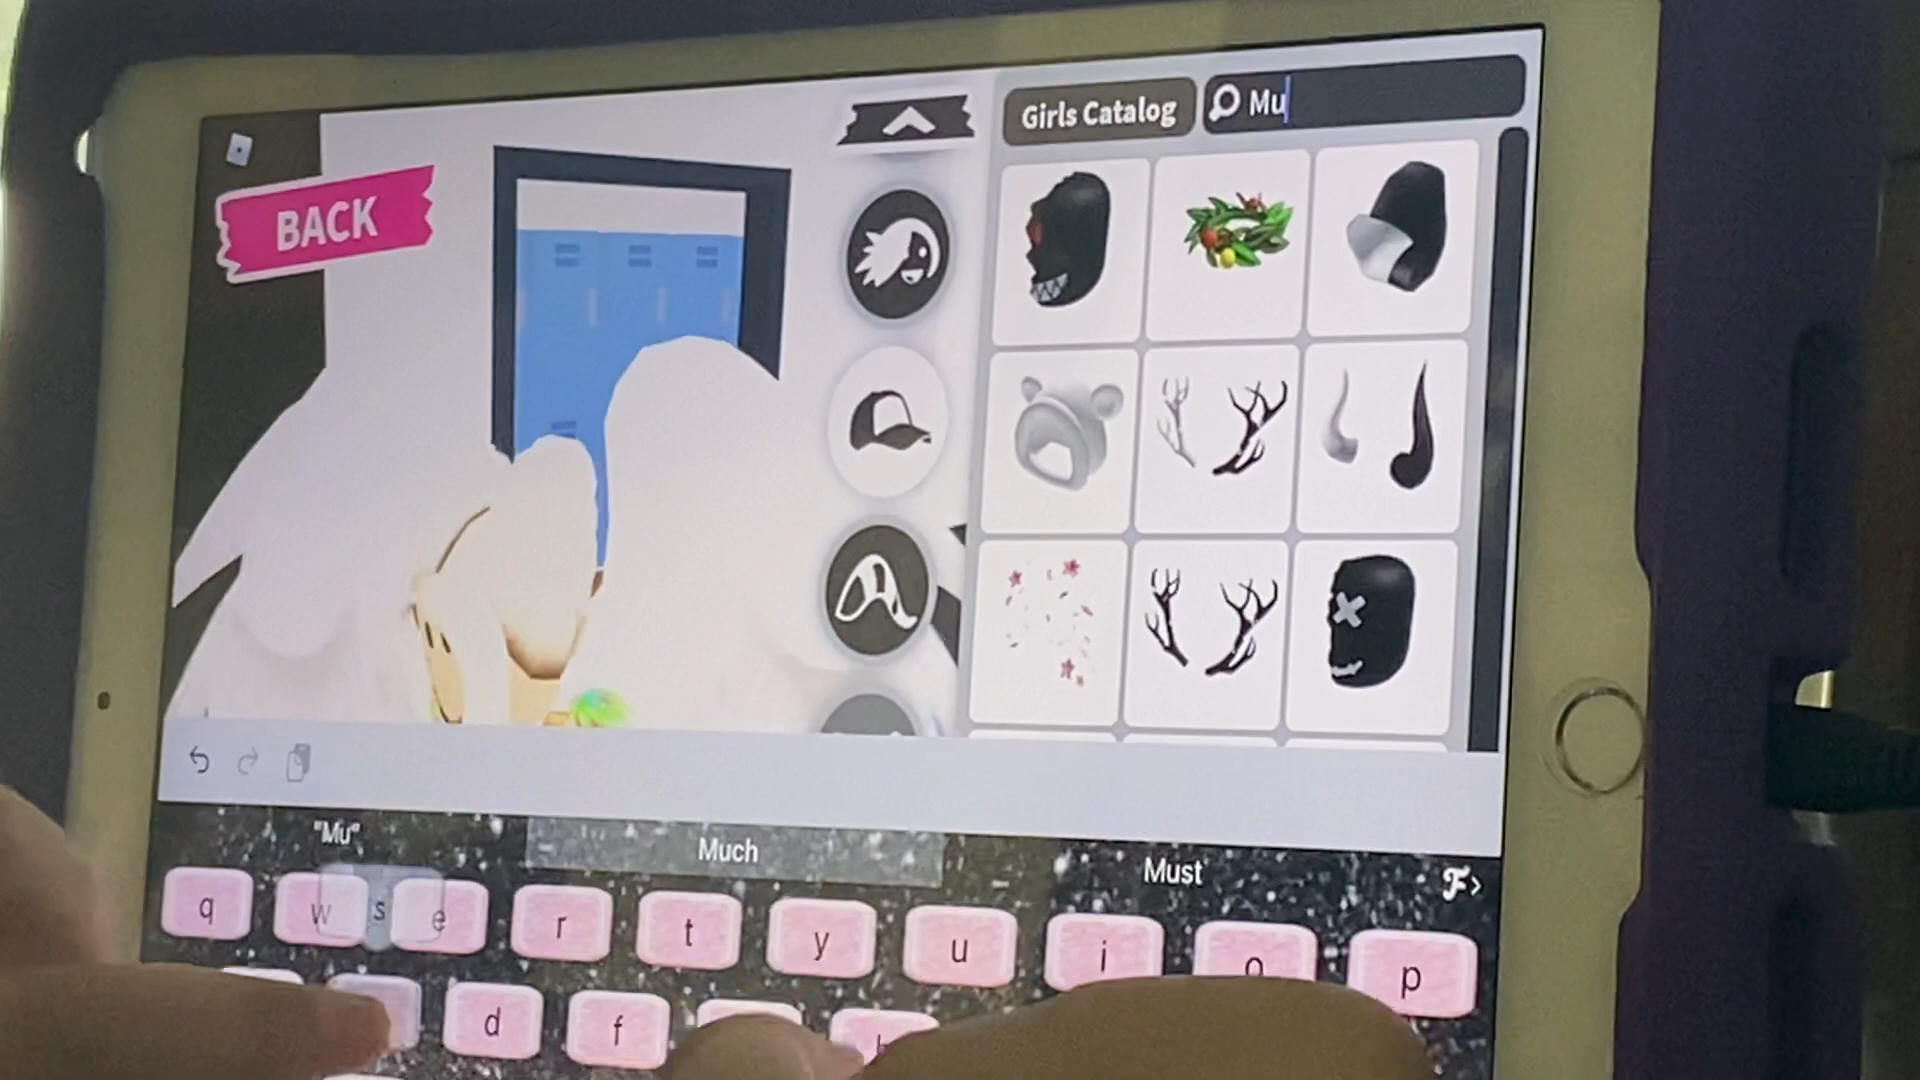 Girls Catalog
Mu
BACK
"Mu"
Much
Must
q w s e r t y u i o p
d f